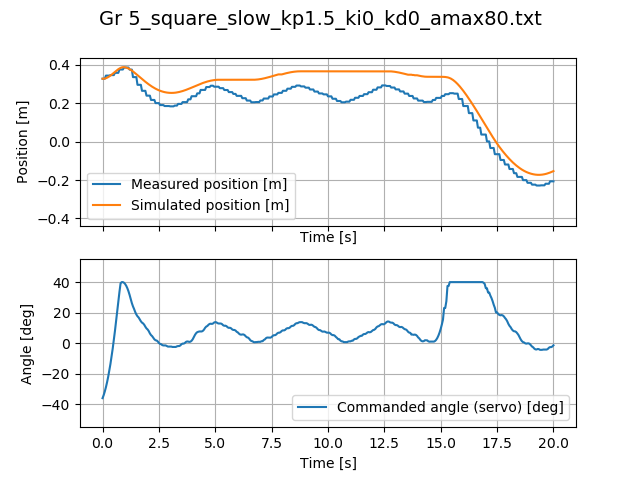 Gr 5_square_slow_kp1.5_ki0_kd0_amax80.txt
0.4
0.2
0.0
−0.2
−0.4
Position [m]
Measured position [m]
Simulated position [m]
Time [s]
40
20
0
−20
−40
Angle [deg]
Commanded angle (servo) [deg]
0.0 2.5 5.0 7.5 10.0 12.5 15.0 17.5 20.0
Time [s]